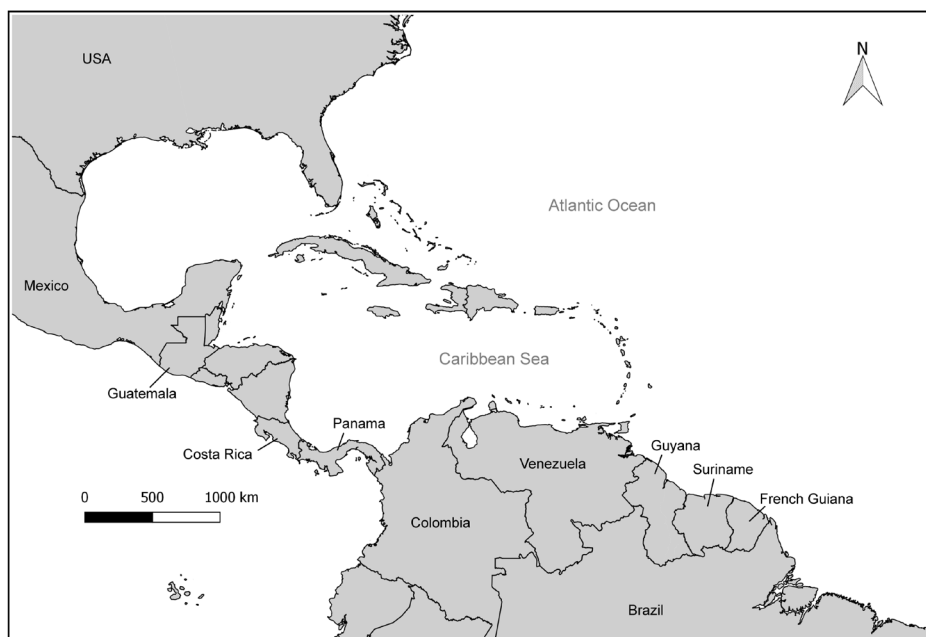 USA
N
Atlantic Ocean
Mexico
Caribbean Sea
Guatemala
Panama
Costa Rica
Guyana
Venezuela
Suriname
0 500 1000 km
French Guiana
Colombia
Brazil